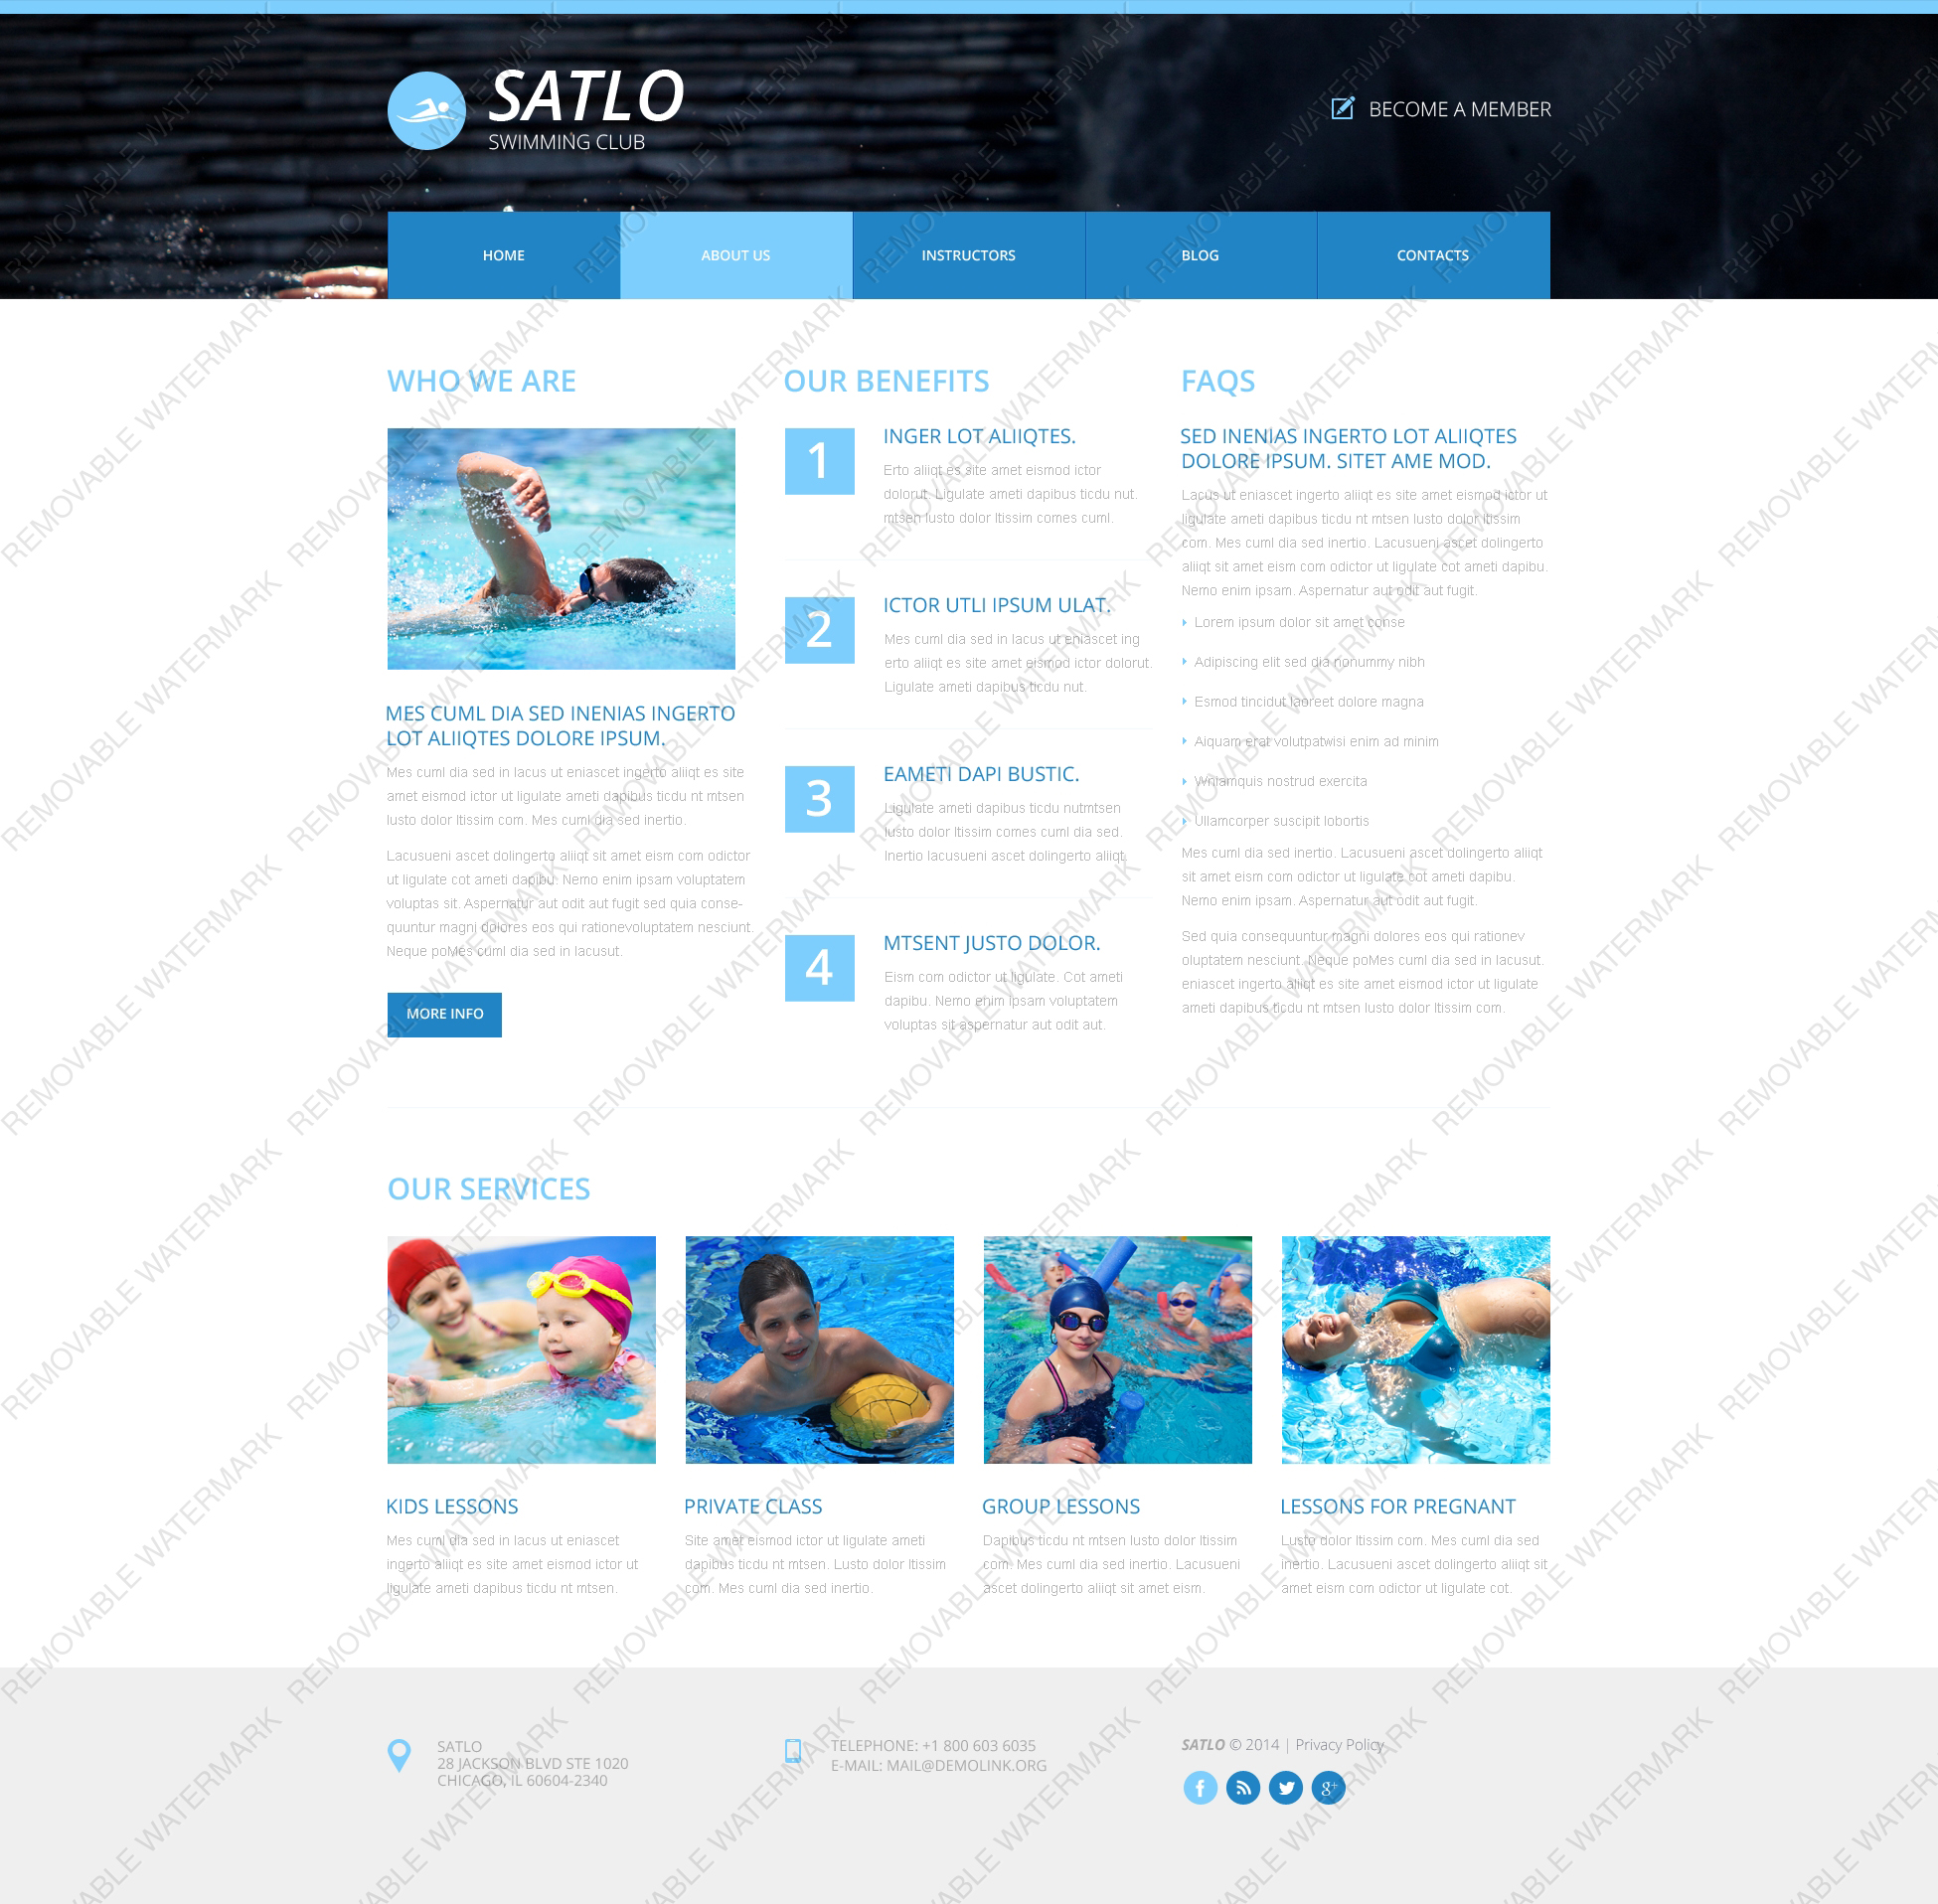 SATLO
SWIMMING CLUB
BECOME A MEMBER
HOME
ABOUT US
INSTRUCTORS
BLOG
CONTACTS
WHO WE ARE
MES CUML DIA SED INENIAS INGERTO
LOT ALIIQTES DOLORE IPSUM.
Mes cuml dia sed in lacus ut eniascet ingerto aliiqt es site
amet eismod ictor ut ligulate ameti dapibus ticdu nt mtsen
lusto dolor ltissim com. Mes cuml dia sed inertio.
Lacusueni ascet dolingerto aliiqt sit amet eism com odictor
ut ligulate cot ameti dapibu. Nemo enim ipsam voluptatem
voluptas sit. Aspernatur aut odit aut fugit sed quia conse-
quuntur magni dolores eos qui rationevoluptatem nesciunt.
Neque poMes cuml dia sed in lacusut.
MORE INFO
OUR BENEFITS
1
INGER LOT ALIIQTES.
Erto aliiqt es site amet eismod ictor
dolorut. Ligulate ameti dapibus ticdu nut.
mtsen lusto dolor ltissim comes cuml.
2
ICTOR UTLI IPSUM ULAT.
Mes cuml dia sed in lacus ut eniascet ing
erto aliiqt es site amet eismod ictor dolorut.
Ligulate ameti dapibus ticdu nut.
3
EAMETI DAPI BUSTIC.
Ligulate ameti dapibus ticdu nutmtsen
lusto dolor ltissim comes cuml dia sed.
Inertio lacusueni ascet dolingerto aliiqt.
4
MTSENT JUSTO DOLOR.
Eism com odictor ut ligulate. Cot ameti
dapibu. Nemo enim ipsam voluptatem
voluptas sit aspernatur aut odit aut.
FAQS
SED INENIAS INGERTO LOT ALIIQTES
DOLORE IPSUM. SITET AME MOD.
Lacus ut eniascet ingerto aliiqt es site amet eismod ictor ut
ligulate ameti dapibus ticdu nt mtsen lusto dolor ltissim
com. Mes cuml dia sed inertio. Lacusueni ascet dolingerto
aliiqt sit amet eism com odictor ut ligulate cot ameti dapibu.
Nemo enim ipsam. Aspernatur aut odit aut fugit.
Lorem ipsum dolor sit amet conse
Adipiscing elit sed dia nonummy nibh
Esmod tincidut laoreet dolore magna
Aiquam erat volutpatwisi enim ad minim
Wniamquis nostrud exercita
Ullamcorper suscipit lobortis
Mes cuml dia sed inertio. Lacusueni ascet dolingerto aliiqt
sit amet eism com odictor ut ligulate cot ameti dapibu.
Nemo enim ipsam. Aspernatur aut odit aut fugit.
Sed quia consequuntur magni dolores eos qui rationev
oluptatem nesciunt. Neque poMes cuml dia sed in lacusut.
eniascet ingerto aliiqt es site amet eismod ictor ut ligulate
ameti dapibus ticdu nt mtsen lusto dolor ltissim com.
OUR SERVICES
KIDS LESSONS
Mes cuml dia sed in lacus ut eniascet
ingerto aliiqt es site amet eismod ictor ut
ligulate ameti dapibus ticdu nt mtsen.
PRIVATE CLASS
Site amet eismod ictor ut ligulate ameti
dapibus ticdu nt mtsen. Lusto dolor ltissim
com. Mes cuml dia sed inertio.
GROUP LESSONS
Dapibus ticdu nt mtsen lusto dolor ltissim
com. Mes cuml dia sed inertio. Lacusueni
ascet dolingerto aliiqt sit amet eism.
LESSONS FOR PREGNANT
Lusto dolor ltissim com. Mes cuml dia sed
inertio. Lacusueni ascet dolingerto aliiqt sit
amet eism com odictor ut ligulate cot.
SATLO
28 JACKSON BLVD STE 1020
CHICAGO, IL 60604-2340
TELEPHONE: +1 800 603 6035
E-MAIL: MAIL@DEMOLINK.ORG
SATLO © 2014 | Privacy Policy
REMOVABLE WATERMARK